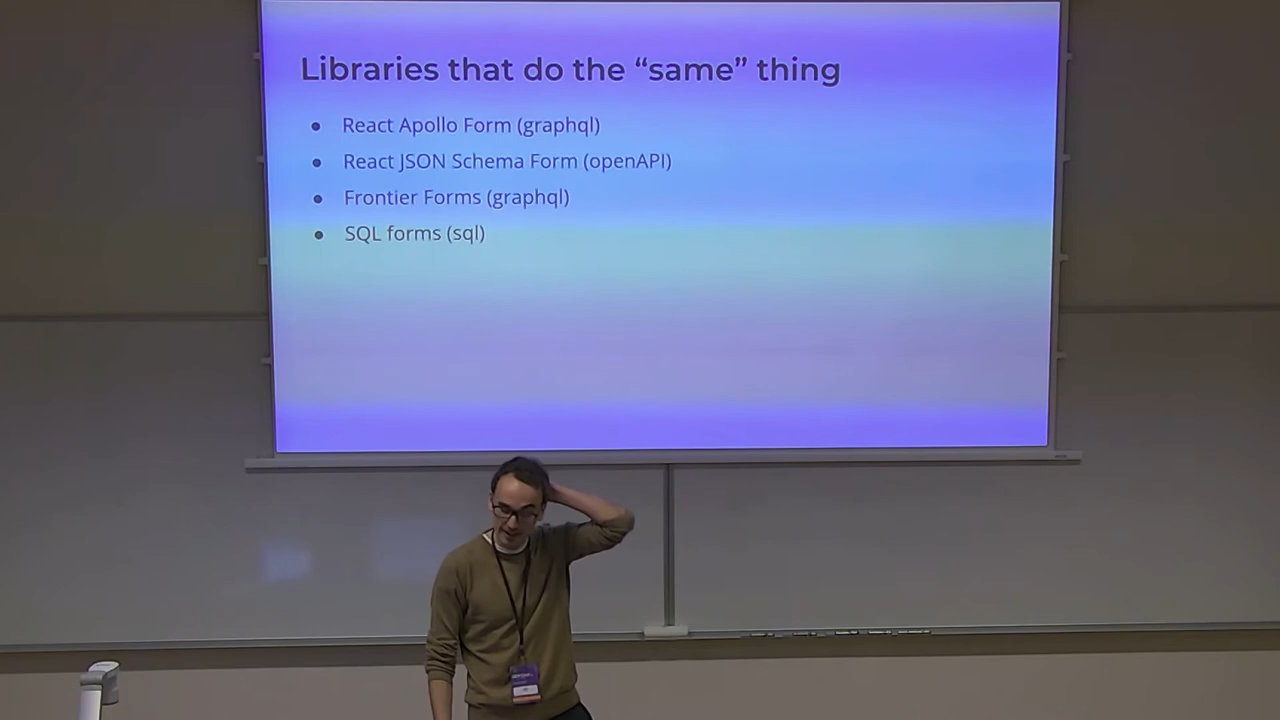 Libraries that do the “same” thing
● React Apollo Form (graphql)
● React JSON Schema Form (openAPI)
● Frontier Forms (graphql)
● SQL forms (sql)